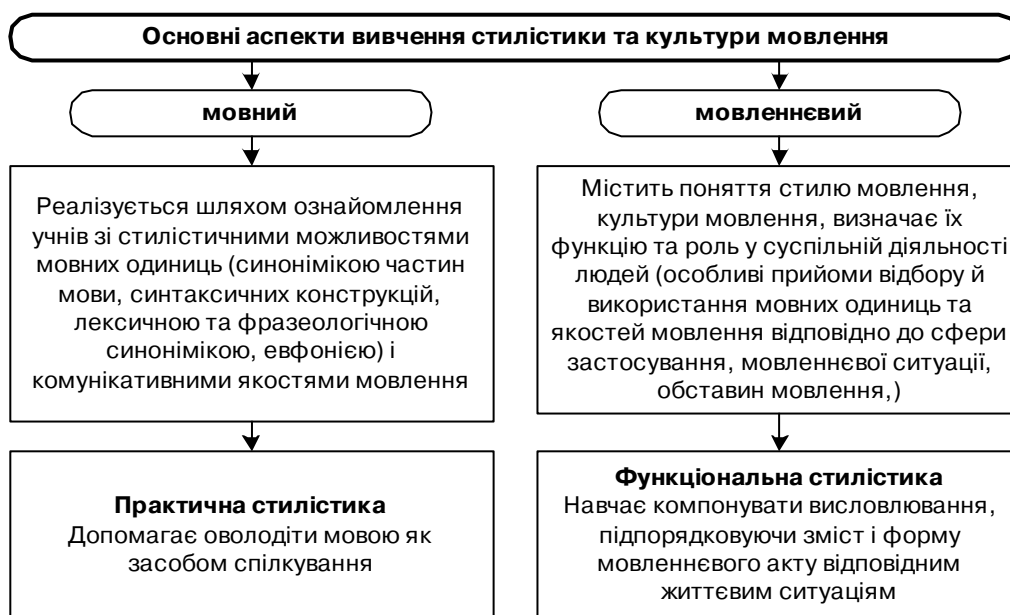 Основні аспекти вивчення стилістики та культури мовлення
мовний
мовленнєвий
Реалізується шляхом ознайомлення
учнів зі стилістичними можливостями
мовних одиниць (синонімікою частин
мови, синтаксичних конструкцій,
лексичною та фразеологічною
синонімікою, евфонією) і
комунікативними якостями мовлення
Містить поняття стилю мовлення,
культури мовлення, визначає їх
функцію та роль у суспільній діяльності
людей (особливі прийоми відбору й
використання мовних одиниць та
якостей мовлення відповідно до сфери
застосування, мовленнєвої ситуації,
обставин мовлення,)
Практична стилістика
Допомагає оволодіти мовою як
засобом спілкування
Функціональна стилістика
Навчає компонувати висловлювання,
підпорядковуючи зміст і форму
мовленнєвого акту відповідним
життєвим ситуаціям